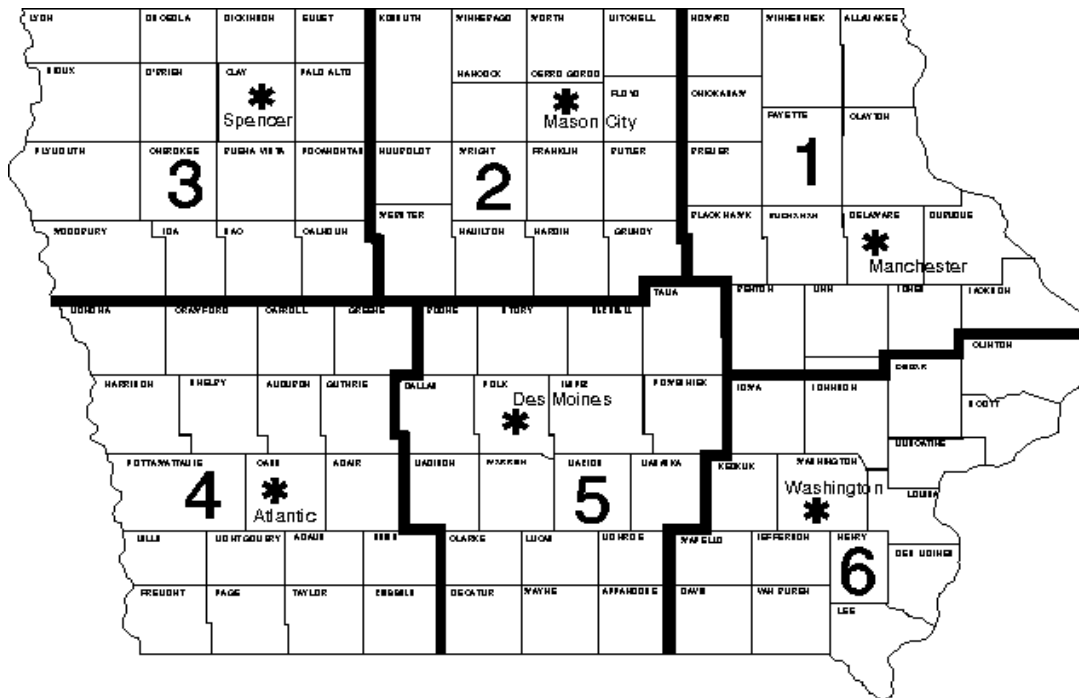 LYON OSCEOLA DICKINSON EMMET KOSSUTH WINNEBAGO WORTH MITCHELL HOWARD WINNESHIEK ALLAMAKEE
SIOUX O'BRIEN CLAY PALO ALTO HANCOCK CERRO GORDO
FLOYD CHICKASAW
Spencer Mason City
FAYETTE CLAYTON
PLYMOUTH CHEROKEE BUENA VISTA POCAHONTAS HUMBOLDT WRIGHT FRANKLIN BUTLER BREMER
3 2 1
WEBSTER BLACK HAWK BUCHANAN DELAWARE DUBUQUE
WOODBURY IDA SAC CALHOUN HAMILTON HARDIN GRUNDY
Manchester
TAMA BENTON LINN JONES JACKSON
MONONA CRAWFORD CARROLL GREENE BOONE STORY MARSHALL
CLINTON
HARRISON SHELBY AUDUBON GUTHRIE DALLAS POLK JASPER POWESHIEK IOWA JOHNSON CEDAR
Des Moines
SCOTT
MUSCATINE
POTTAWATTAMIE CASS ADAIR MADISON WARREN MARION MAHASKA KEOKUK WASHINGTON
Washington
LOUISA
4 5
Atlantic
MILLS MONTGOMERY ADAMS UNION CLARKE LUCAS MONROE WAPELLO JEFFERSON HENRY
DES MOINES
6
FREMONT PAGE TAYLOR RINGGOLD DECATUR WAYNE APPANOOSE DAVIS VAN BUREN
LEE